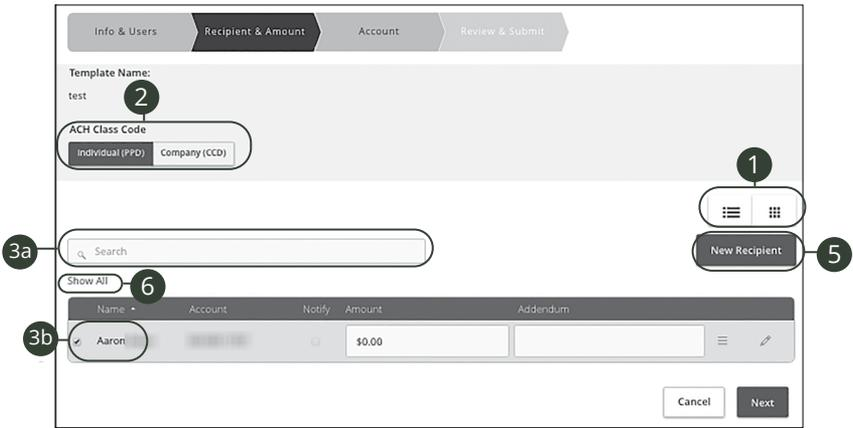 Info & Users Recipient & Amount Account Review & Submit
Template Name:
test
2
ACH Class Code
Individual (PPD) Company (CCD)
1
3a Search New Recipient 5
Show All 6
Name Account Notify Amount Addendum
3b Aaron $0.00
Cancel Next